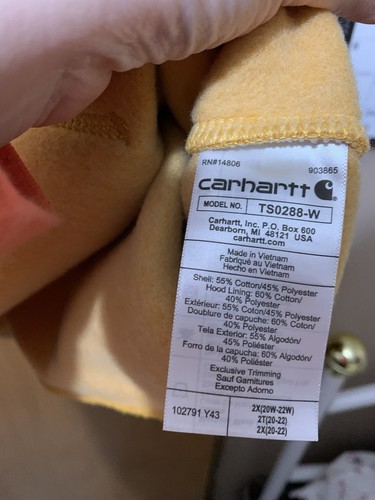 RN#14806 903865
carhartt
MODEL NO. TS0288-W
Carhartt, Inc. P.O. Box 600
Dearborn, MI 48121 USA
carhartt.com
Made in Vietnam
Fabriqué au Vietnam
Hecho en Vietnam
Shell: 55% Cotton/45% Polyester
Hood Lining: 60% Cotton/
40% Polyester
Extérieur: 55% Coton/45% Polyester
Doublure de capuche: 60% Coton/
40% Polyester
Tela Exterior: 55% Algodón/
45% Poliéster
Forro de la capucha: 60% Algodón/
40% Poliéster
Exclusive Trimming
Sauf Garnitures
Excepto Adorno
102791 Y43
2X(20W-22W)
2T(20-22)
2X(20-22)